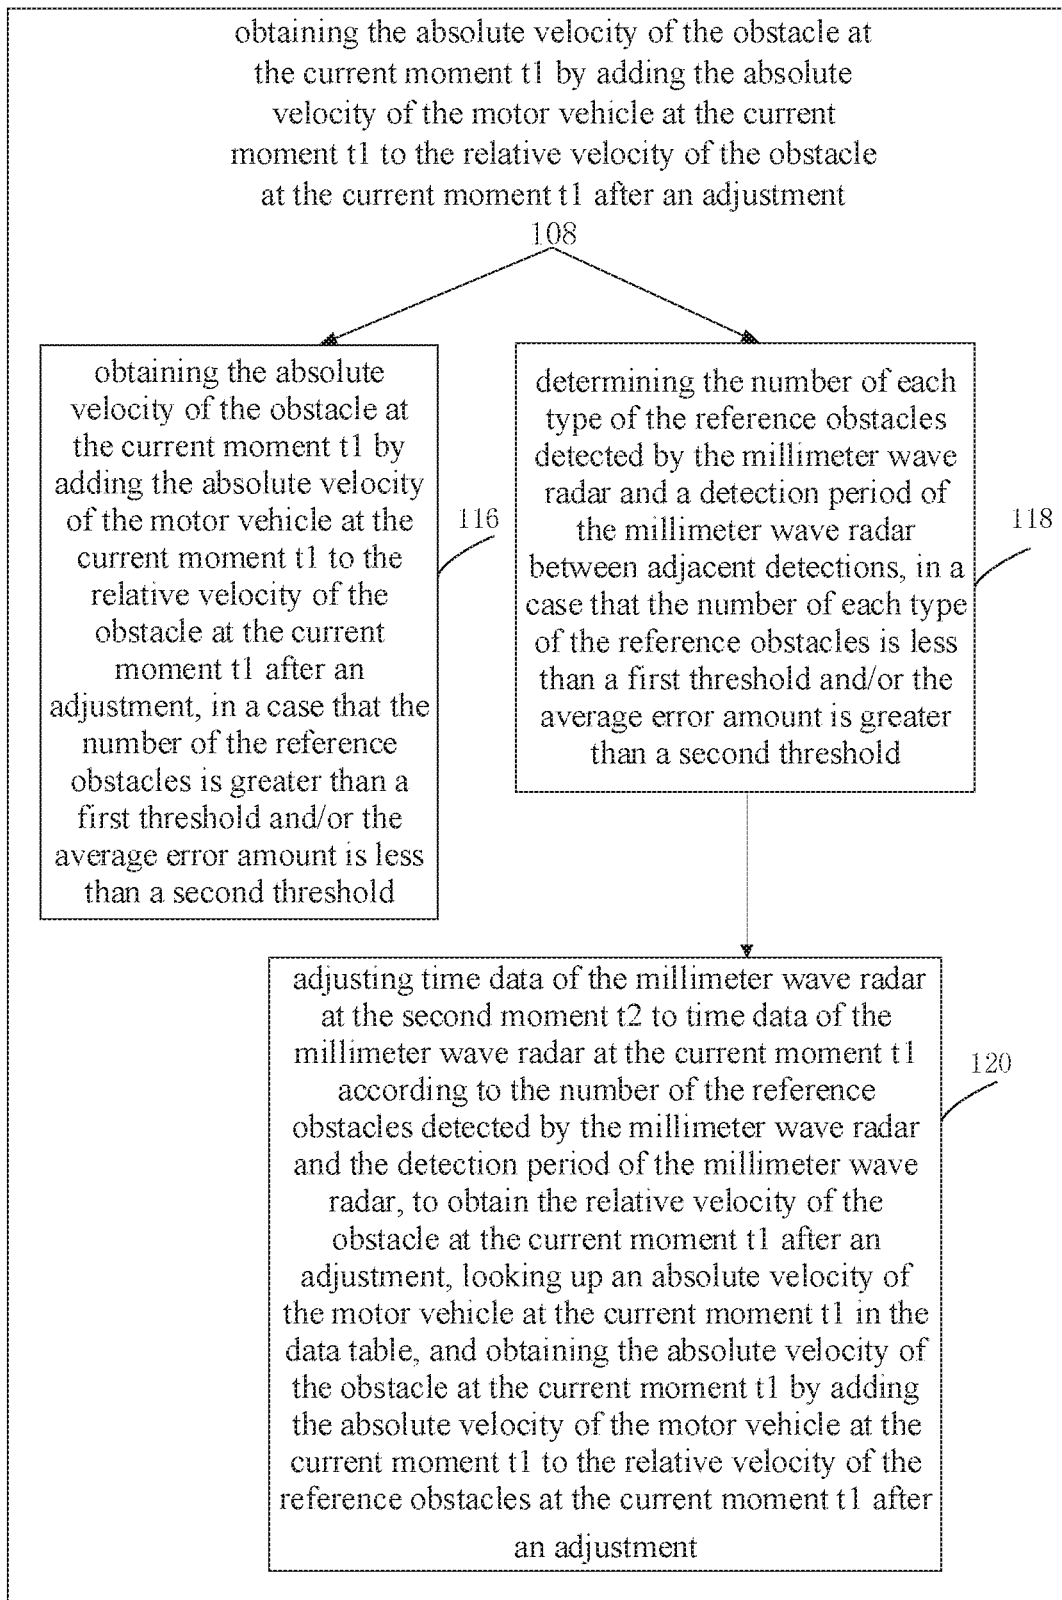 obtaining the absolute velocity of the obstacle at
the current moment t1 by adding the absolute
velocity of the motor vehicle at the current
moment t1 to the relative velocity of the obstacle
at the current moment t1 after an adjustment
108
obtaining the absolute
velocity of the obstacle at
the current moment t1 by
adding the absolute velocity
of the motor vehicle at the
current moment t1 to the
relative velocity of the
obstacle at the current
moment t1 after an
adjustment, in a case that the
number of the reference
obstacles is greater than a
first threshold and/or the
average error amount is less
than a second threshold
116
determining the number of each
type of the reference obstacles
detected by the millimeter wave
radar and a detection period of
the millimeter wave radar
between adjacent detections, in a
case that the number of each type
of the reference obstacles is less
than a first threshold and/or the
average error amount is greater
than a second threshold
118
adjusting time data of the millimeter wave radar
at the second moment t2 to time data of the
millimeter wave radar at the current moment t1
according to the number of the reference
obstacles detected by the millimeter wave radar
and the detection period of the millimeter wave
radar, to obtain the relative velocity of the
obstacle at the current moment t1 after an
adjustment, looking up an absolute velocity of
the motor vehicle at the current moment t1 in the
data table, and obtaining the absolute velocity of
the obstacle at the current moment t1 by adding
the absolute velocity of the motor vehicle at the
current moment t1 to the relative velocity of the
reference obstacles at the current moment t1 after
an adjustment
120